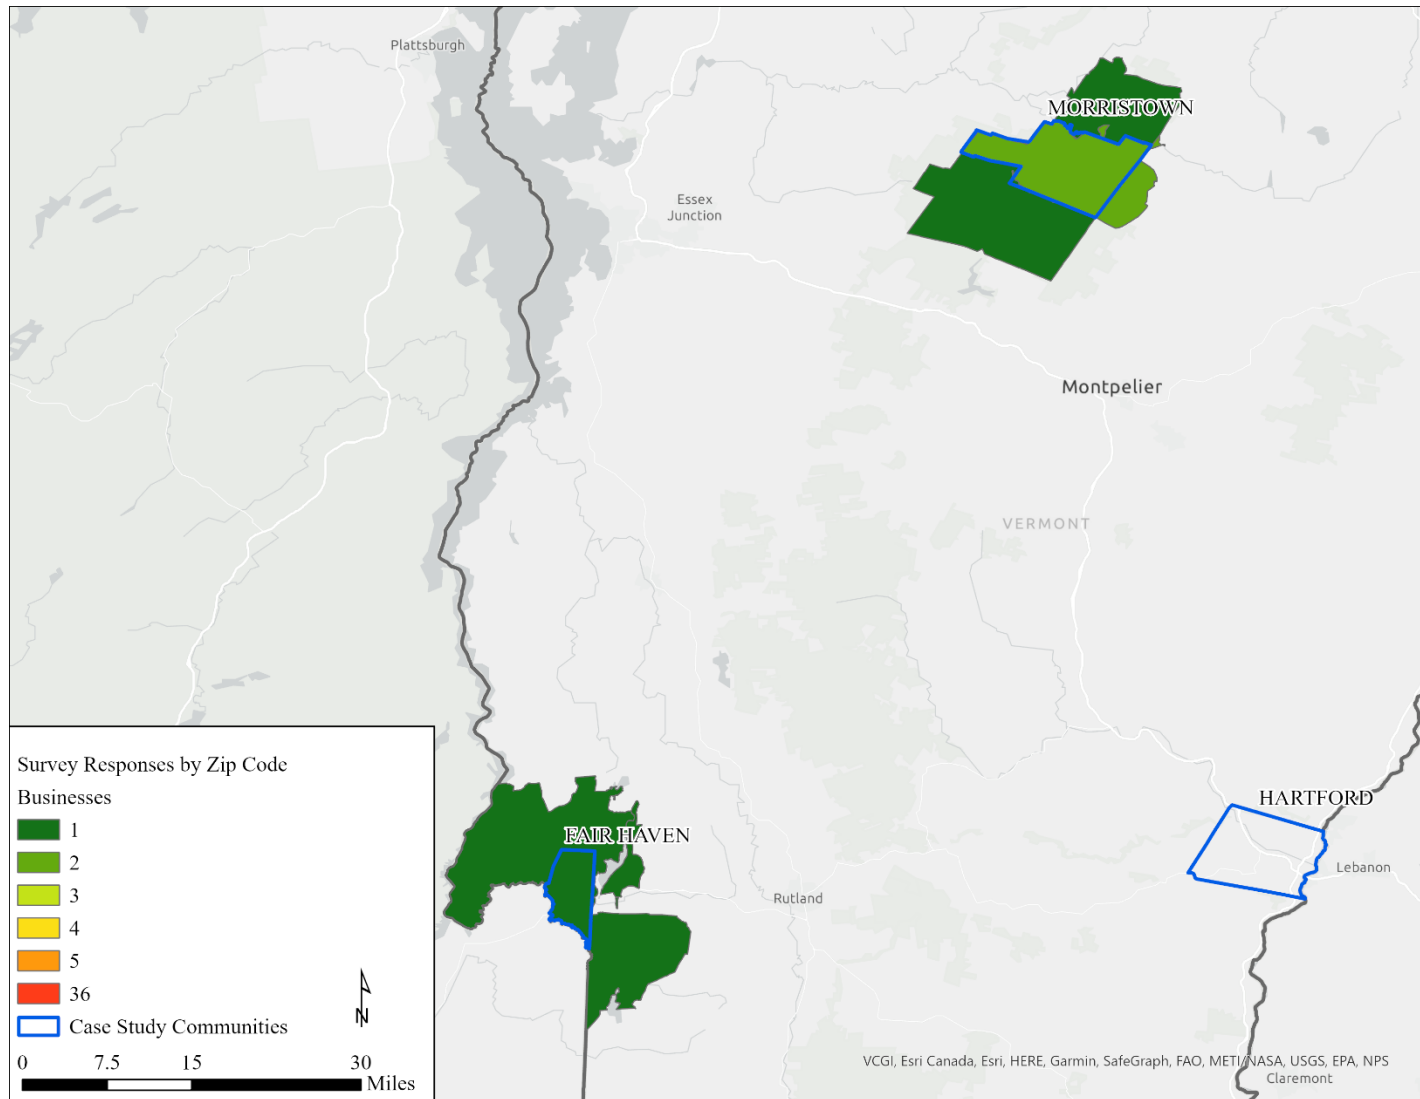 Plattsburgh
MORRISTOWN
Essex
Junction
Montpelier
VERMONT
HARTFORD
FAIR HAVEN
Lebanon
Rutland
Survey Responses by Zip Code
Businesses
1
2
3
4
5
36
Case Study Communities
N
0 7.5 15 30
Miles
VCGI, Esri Canada, Esri, HERE, Garmin, SafeGraph, FAO, METI/NASA, USGS, EPA, NPS
Claremont